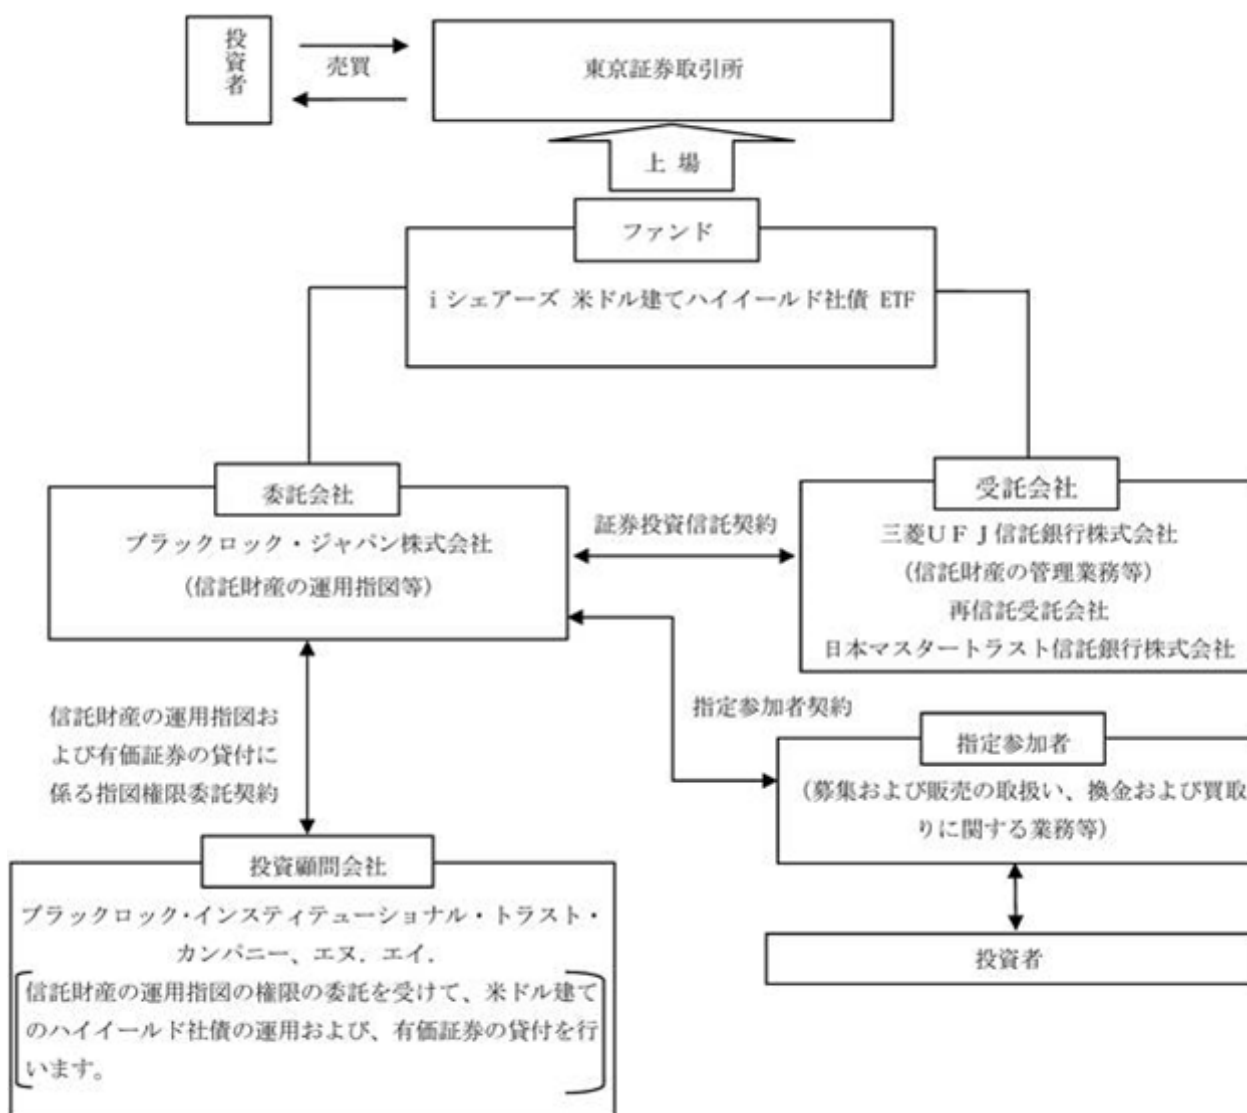 投資者
売買
東京証券取引所
上 場
ファンド
i シェアーズ 米ドル建てハイイールド社債 ETF
委託会社
ブラックロック・ジャパン株式会社
(信託財産の運用指図等)
証券投資信託契約
受託会社
三菱UFJ信託銀行株式会社
(信託財産の管理業務等)
再信託受託会社
日本マスタートラスト信託銀行株式会社
信託財産の運用指図お
よび有価証券の貸付に
係る指図権限委託契約
指定参加者契約
指定参加者
(募集および販売の取扱い、換金および買取
りに関する業務等)
投資者
投資顧問会社
ブラックロック・インスティテューショナル・トラスト・
カンパニー、エヌ.エイ.
信託財産の運用指図の権限の委託を受けて、米ドル建て
のハイイールド社債の運用および、有価証券の貸付を行
います。